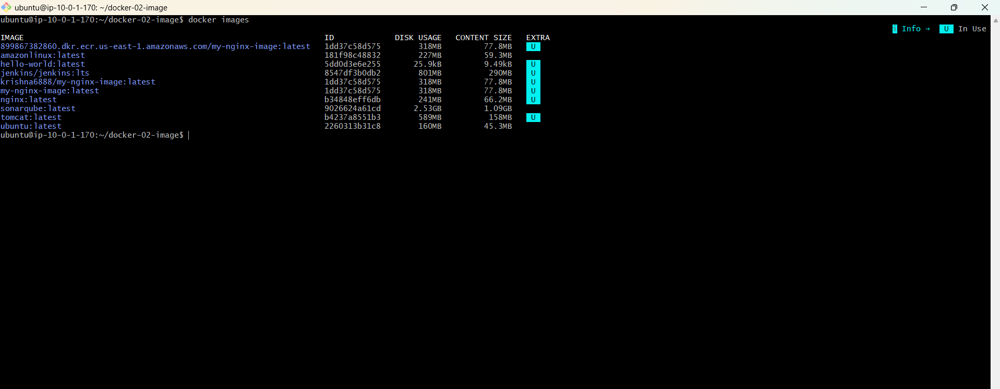 ubuntu@ip-10-0-1-170: ~/docker-02-image
ubuntu@ip-10-0-1-170:~/docker-02-image$ docker images
i Info → U In Use
IMAGE ID DISK USAGE CONTENT SIZE EXTRA
899867382860.dkr.ecr.us-east-1.amazonaws.com/my-nginx-image:latest 1dd37c58d575 318MB 77.8MB U
amazonlinux:latest 181f98c48832 227MB 59.3MB
hello-world:latest 5dd0d3e6e255 25.9kB 9.49kB U
jenkins/jenkins:lts 8547df3b0db2 801MB 290MB U
krishna6888/my-nginx-image:latest 1dd37c58d575 318MB 77.8MB U
my-nginx-image:latest 1dd37c58d575 318MB 77.8MB U
nginx:latest b34848eff6db 241MB 66.2MB U
sonarqube:latest 9026624a61cd 2.53GB 1.09GB
tomcat:latest b4237a8551b3 589MB 158MB U
ubuntu:latest 2260313b31c8 160MB 45.3MB
ubuntu@ip-10-0-1-170:~/docker-02-image$